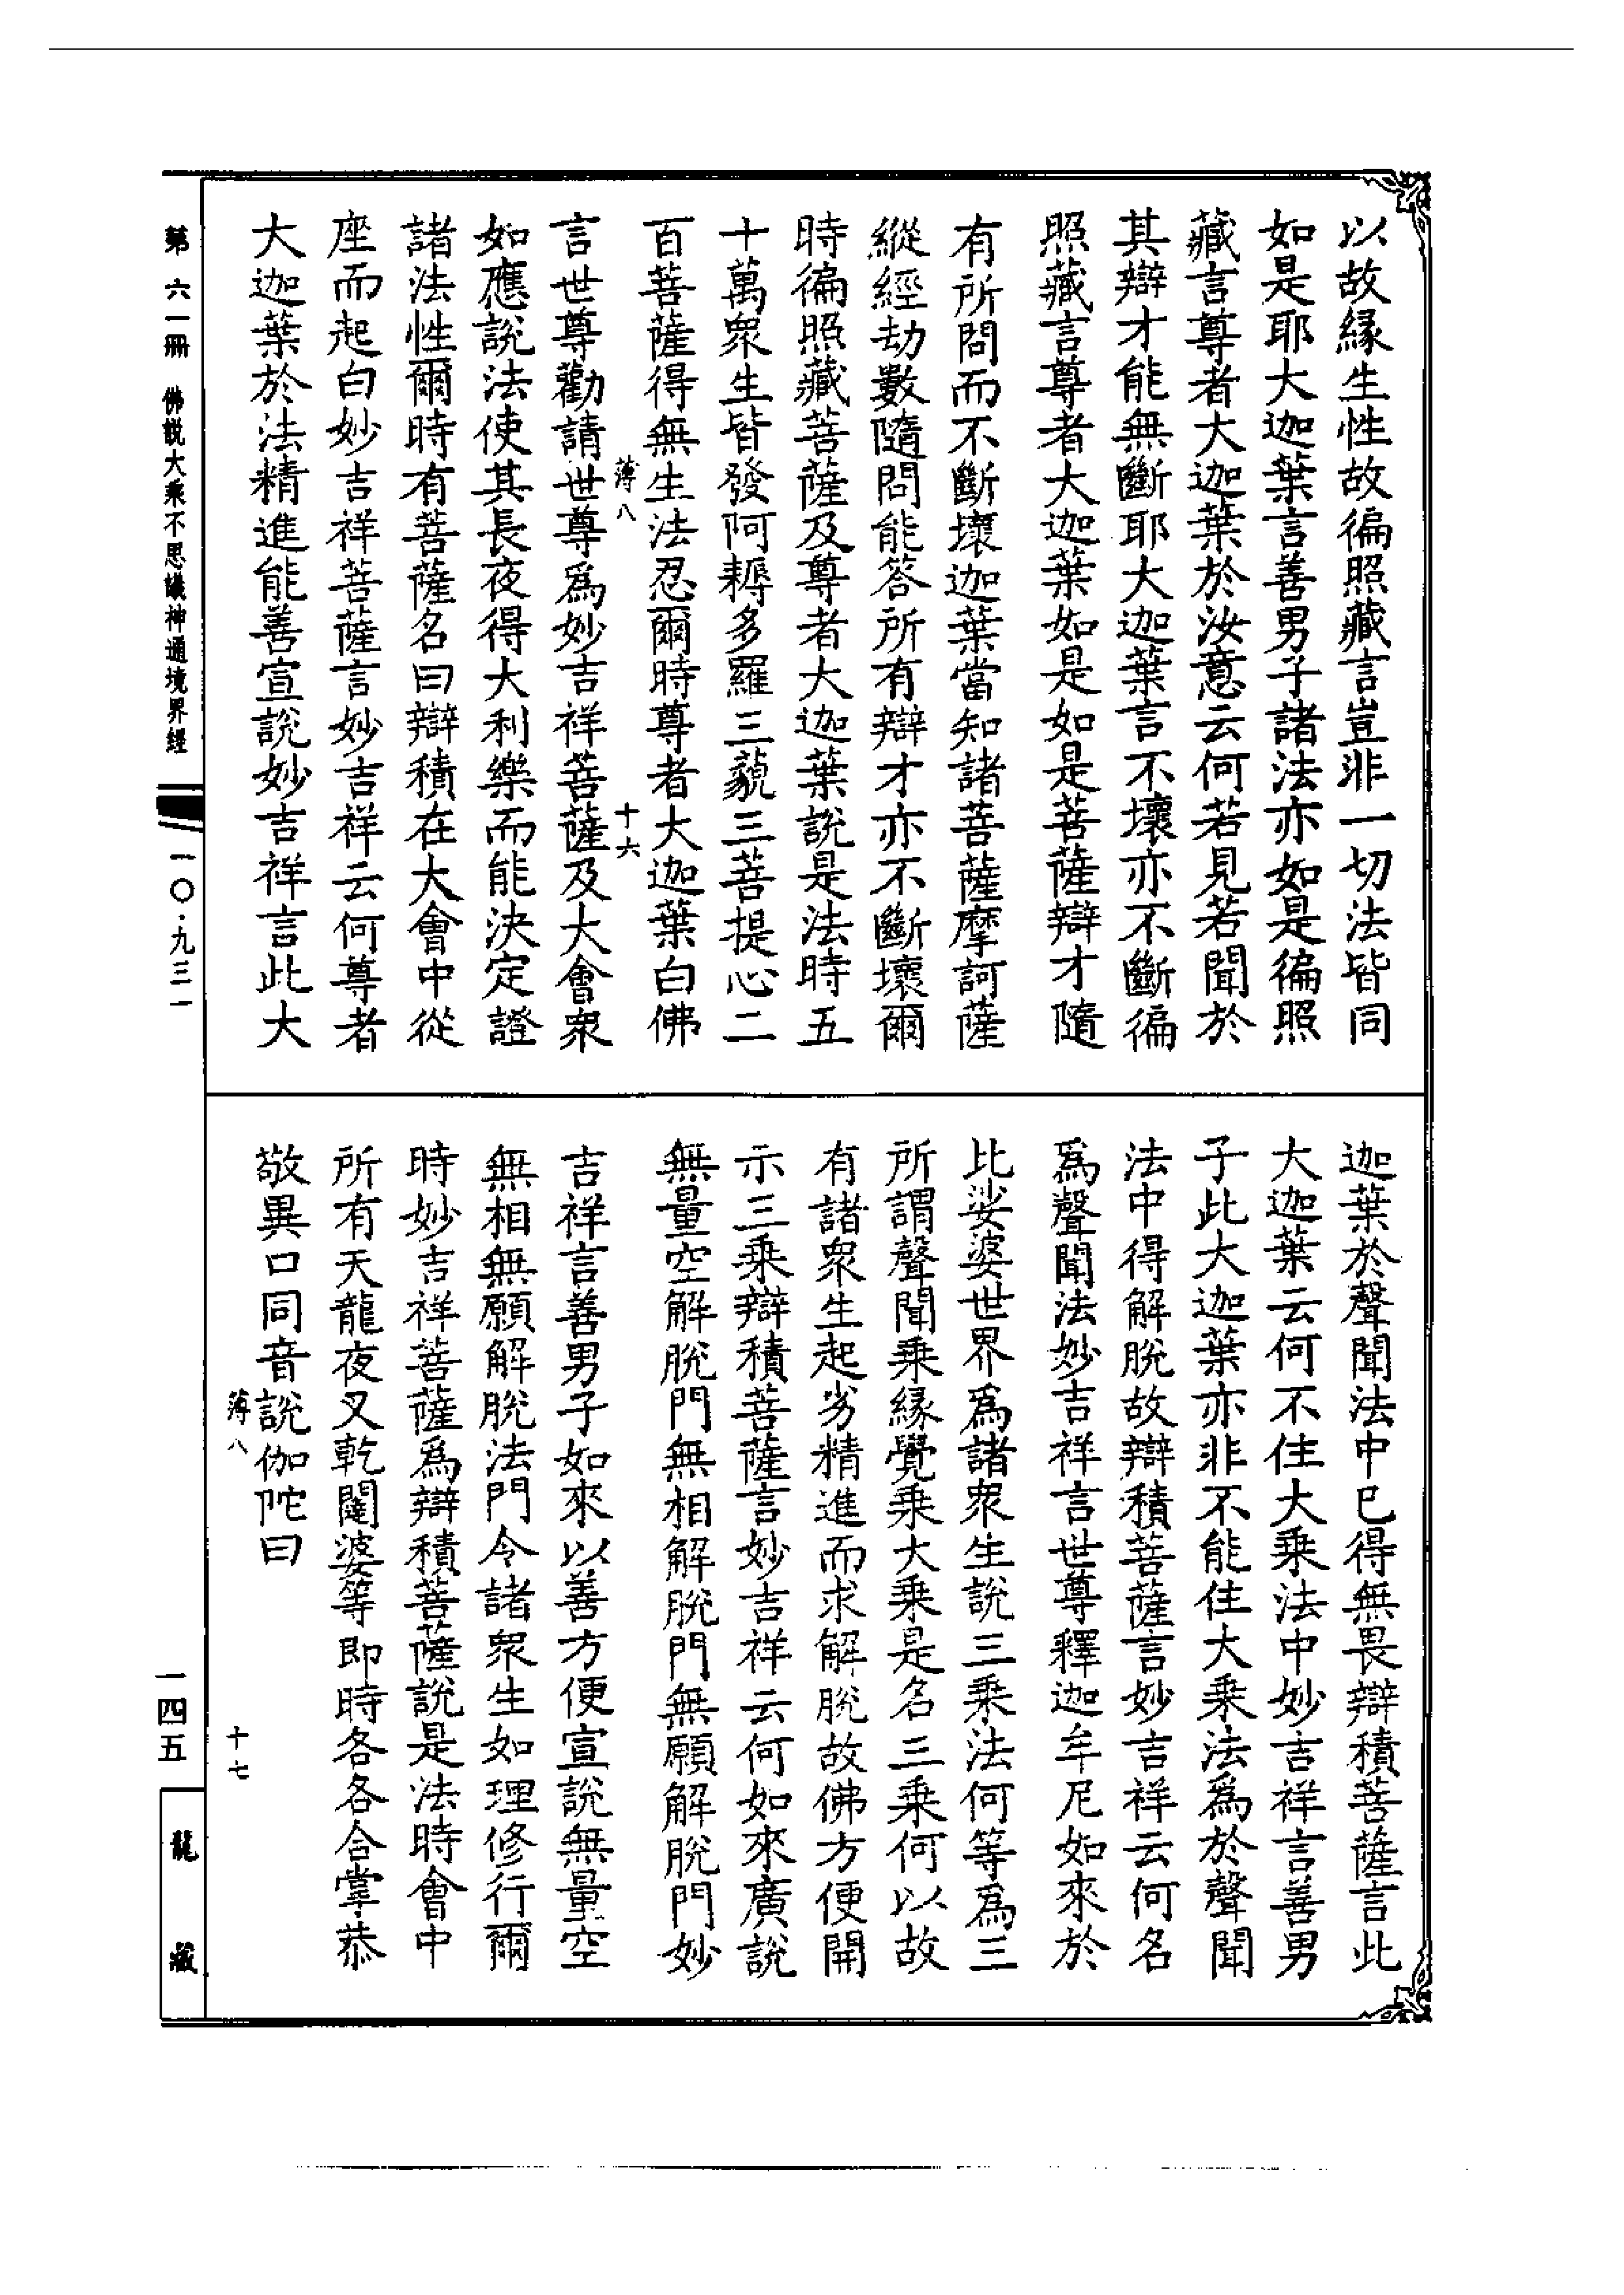 以故緣生性故徧照藏言豈非一切法皆同
如是耶大迦葉言善男子諸法亦如是徧照
藏言尊者大迦葉於汝意云何若見若聞於
其辯才能無斷耶大迦葉言不壞亦不斷徧
照藏言尊者大迦葉如是如是菩薩辯才隨
有所問而不斷壞迦葉當知諸菩薩摩訶薩
縱經劫數隨問能答所有辯才亦不斷壞爾
時徧照藏菩薩及尊者大迦葉說是法時五
十萬眾生皆發阿耨多羅三藐三菩提心二
百菩薩得無生法忍爾時尊者大迦葉白佛
薄八
十六
言世尊勸請世尊爲妙吉祥菩薩及大會眾
如應說法使其長夜得大利樂而能決定證
諸法性爾時有菩薩名曰辯積在大會中從
座而起白妙吉祥菩薩言妙吉祥云何尊者
大迦葉於法精進能善宣說妙吉祥言此大
迦葉於聲聞法中已得無畏辯積菩薩言此
大迦葉云何不住大乘法中妙吉祥言善男
子此大迦葉亦非不能住大乘法爲於聲聞
法中得解脫故辯積菩薩言妙吉祥云何名
爲聲聞法妙吉祥言世尊釋迦牟尼如來於
比娑婆世界爲諸眾生說三乘法何等爲三
所謂聲聞乘緣覺乘大乘是名三乘何以故
有諸眾生起劣精進而求解脫故佛方便開
示三乘辯積菩薩言妙吉祥云何如來廣說
無量空解脫門無相解脫門無願解脫門妙
吉祥言善男子如來以善方便宣說無量空
無相無願解脫法門令諸眾生如理修行爾
時妙吉祥菩薩爲辯積菩薩說是法時會中
所有天龍夜叉乾闥婆等即時各各合掌恭
敬異口同音說伽陀曰
薄八
十七
第六一冊 佛說大乘不思議神通境界經
一〇·九三一
一四五
龍藏